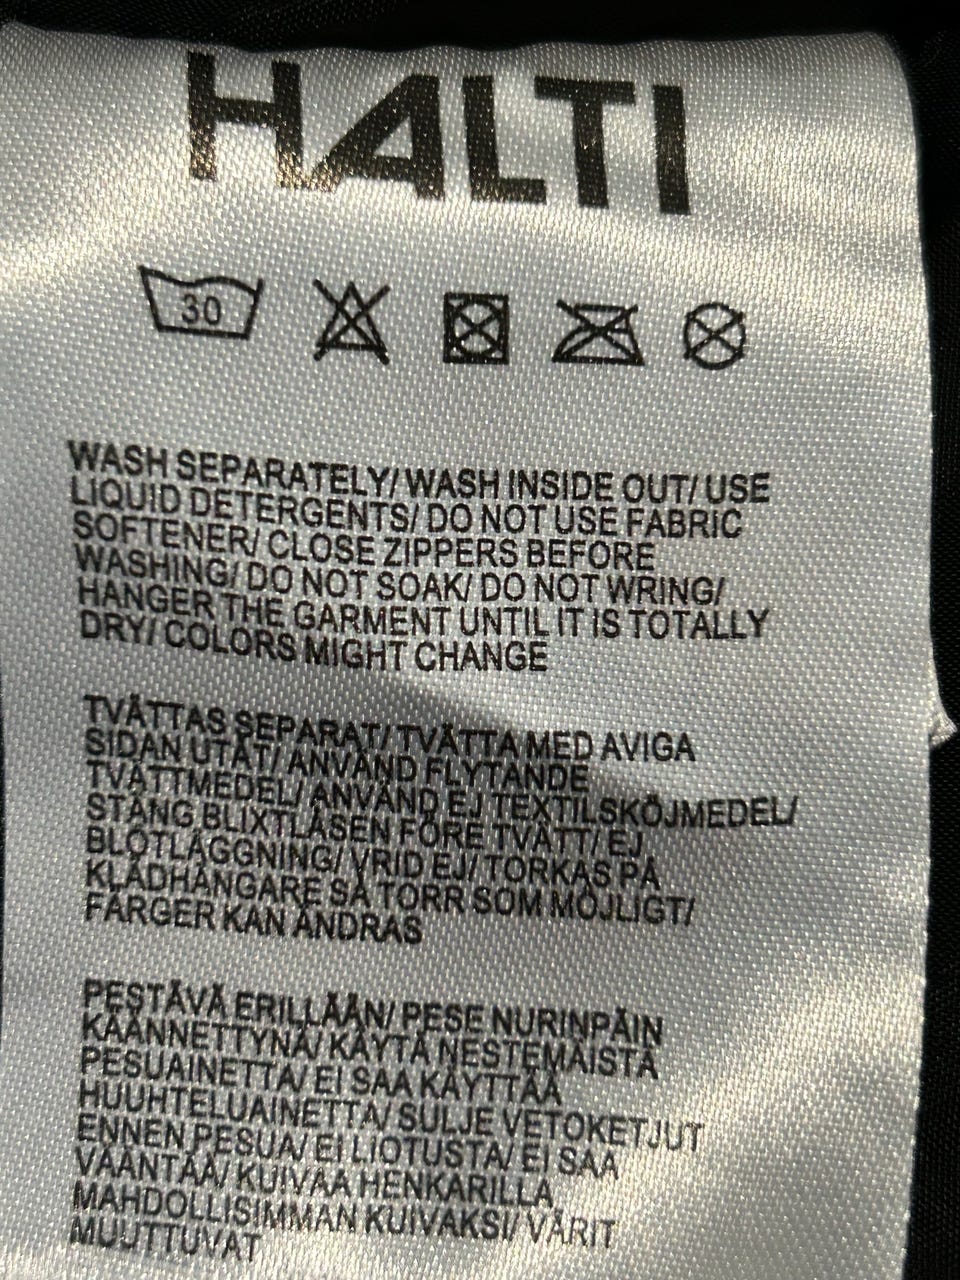 HALTI
30
WASH SEPARATELY/ WASH INSIDE OUT/ USE
LIQUID DETERGENTS/ DO NOT USE FABRIC
SOFTENER/ CLOSE ZIPPERS BEFORE
WASHING/ DO NOT SOAK/ DO NOT WRING/
HANGER THE GARMENT UNTIL IT IS TOTALLY
DRY/ COLORS MIGHT CHANGE
TVÄTTAS SEPARAT/ TVÄTTA MED AVIGA
SIDAN UTÅT/ ANVÄND FLYTANDE
TVÄTTMEDEL/ ANVÄND EJ TEXTILSKÖJMEDEL/
STÄNG BLIXTLÅSEN FÖRE TVÄTT/ EJ
BLÖTLÄGGNING/ VRID EJ/ TORKAS PÅ
KLÄDHÄNGARE SÅ TORR SOM MÖJLIGT/
FÄRGER KAN ÄNDRAS
PESTÄVÄ ERILLÄÄN/ PESE NURINPÄIN
KÄÄNNETTYNÄ/ KÄYTÄ NESTEMÄISTÄ
PESUAINETTA/ EI SAA KÄYTTÄÄ
HUUHTELUAINETTA/ SULJE VETOKETJUT
ENNEN PESUA/ EI LIOTUSTA/ EI SAA
VÄÄNTÄÄ/ KUIVAA HENKARILLA
MAHDOLLISIMMAN KUIVAKSI/ VÄRIT
MUUTTUVAT